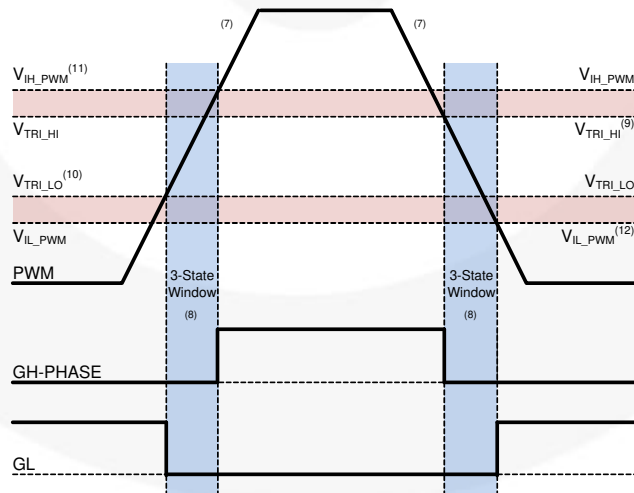 (7) (7)
V_IH_PWM^(11) V_IH_PWM
V_TRI_HI V_TRI_HI^(9)
V_TRI_LO^(10) V_TRI_LO
V_IL_PWM V_IL_PWM^(12)
PWM
3-State
Window
(8)
3-State
Window
(8)
GH-PHASE
GL